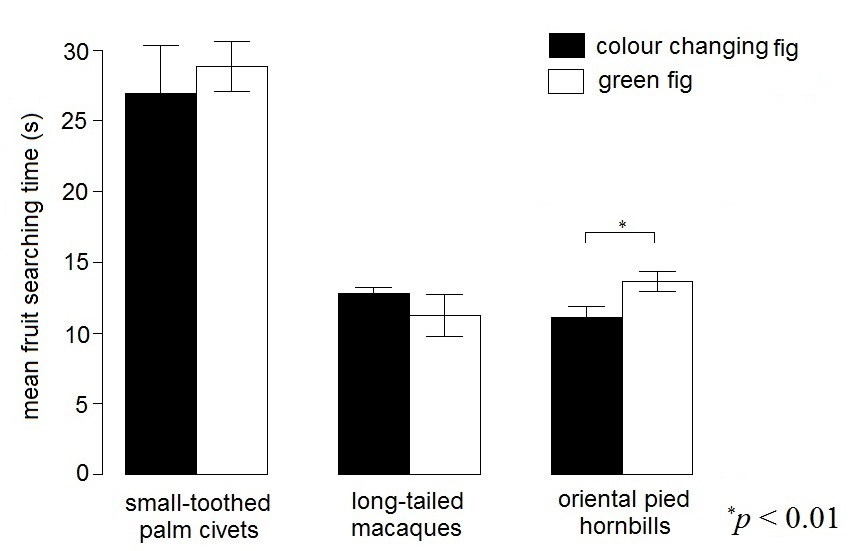 colour changing fig
green fig
mean fruit searching time (s)
30
25
20
15
10
5
0
*
small-toothed
palm civets
long-tailed
macaques
oriental pied
hornbills
*p < 0.01